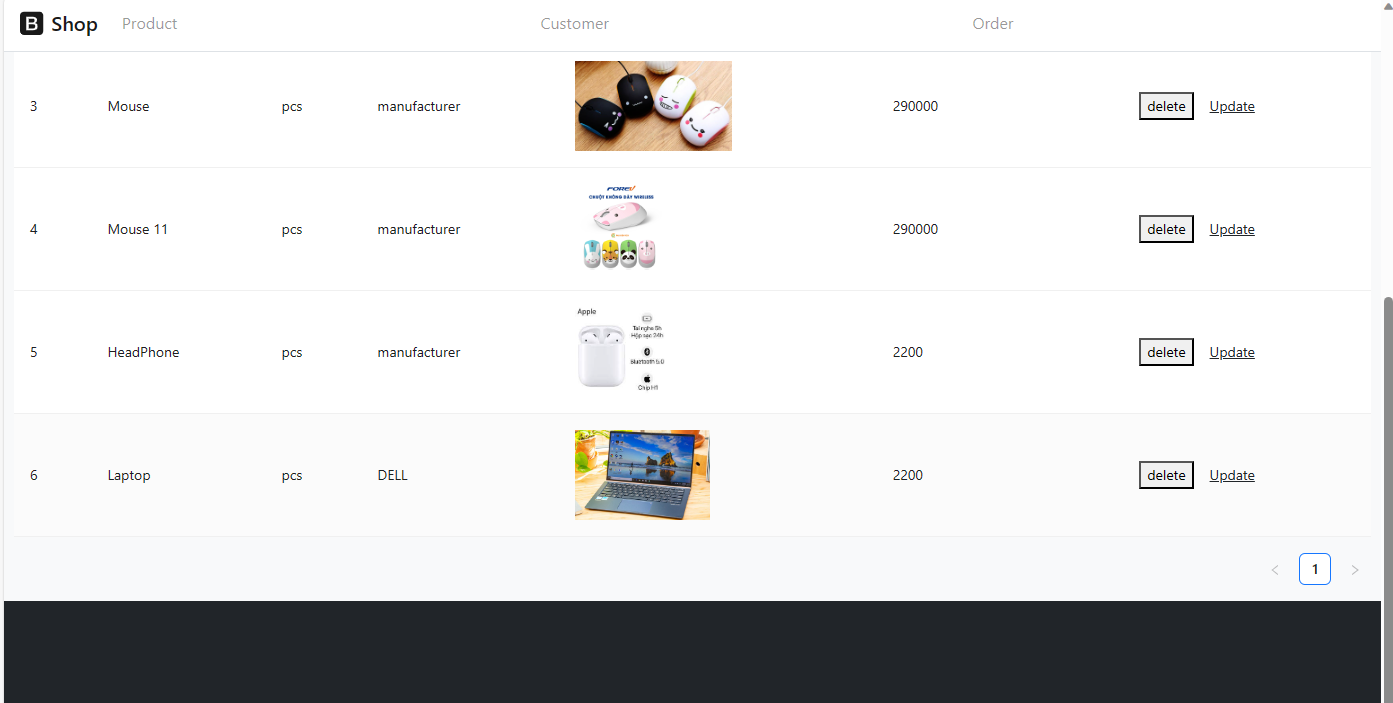 B Shop Product Customer Order
3 Mouse pcs manufacturer 290000 delete Update
FOREV
CHUỘT KHÔNG DÂY WIRELESS
4 Mouse 11 pcs manufacturer 290000 delete Update
Apple
Tai nghe 5h
Hộp sạc 24h
5 HeadPhone pcs manufacturer 2200 delete Update
Bluetooth 5.0
Chip H1
6 Laptop pcs DELL 2200 delete Update
< 1 >